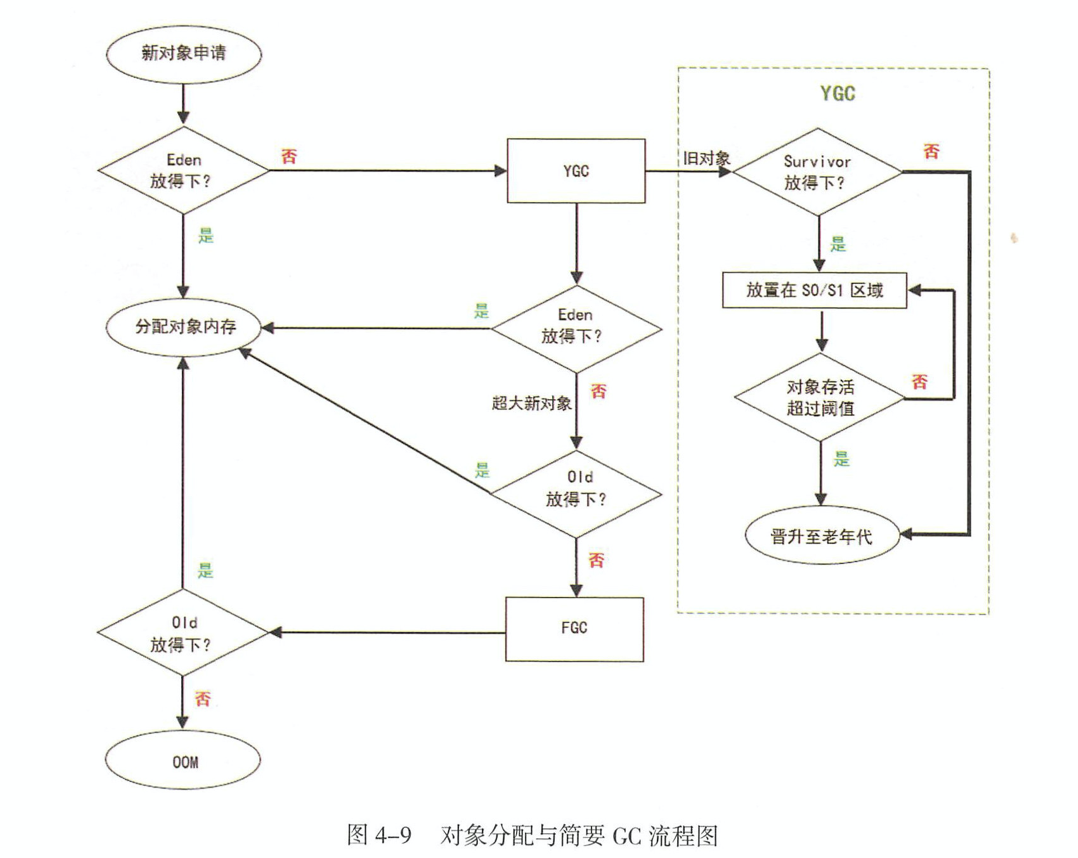 新对象申请
YGC
Eden
放得下?
否
YGC
旧对象
Survivor
放得下?
否
是
是
分配对象内存
是
Eden
放得下?
放置在 S0/S1 区域
超大新对象
否
对象存活
超过阈值
否
是
Old
放得下?
是
晋升至老年代
是
否
Old
放得下?
FGC
否
OOM
图 4-9 对象分配与简要 GC 流程图